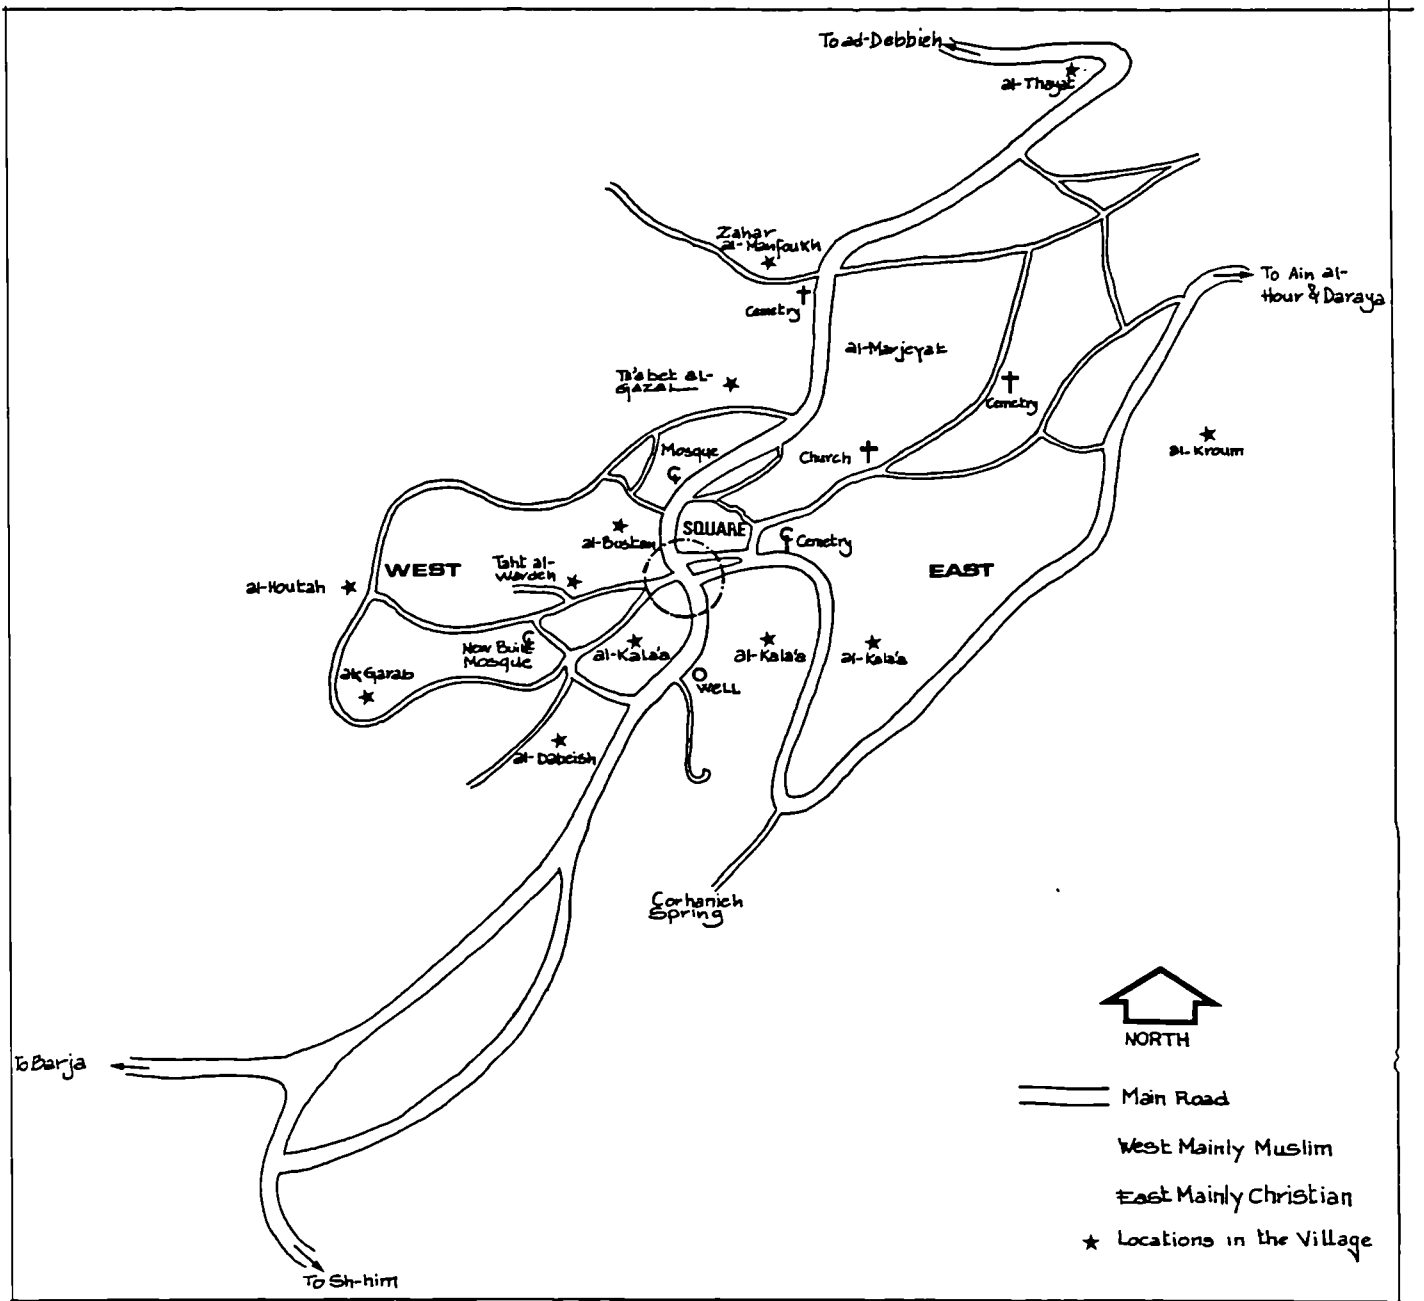 To ad-Debbieh
al-Thayat
Zahar
al-Manfoukh
To Ain al-
Hour & Daraya
Cemetry
al-Marjeyat
Ta'abet al-
GAZAL
Cemetry
Mosque
Church
al-Kroum
SQUARE
al-Bustan
Cemetry
Taht al-
Wardeh
WEST
EAST
al-Houtah
New Built
Mosque
al-Kala'a
al-Kala'a
al-Kala'a
al-Garab
WELL
al-Dabeish
Corhanieh
Spring
NORTH
To Barja
Main Road
West Mainly Muslim
East Mainly Christian
Locations in the Village
To Sh-him